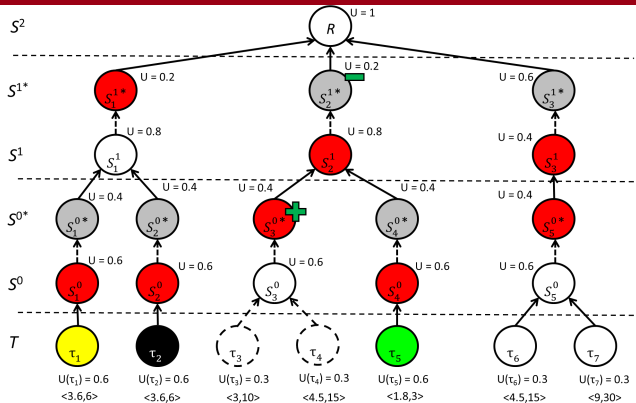 U = 1
S² R
U = 0.2 U = 0.2 U = 0.6
S¹* S₁¹* S₂¹* S₃¹*
U = 0.8 U = 0.8 U = 0.4
S¹ S₁¹ S₂¹ S₃¹
U = 0.4 U = 0.4 U = 0.4 U = 0.4 U = 0.4
S⁰* S₁⁰* S₂⁰* S₃⁰* S₄⁰* S₅⁰*
U = 0.6 U = 0.6 U = 0.6 U = 0.6 U = 0.6
S⁰ S₁⁰ S₂⁰ S₃⁰ S₄⁰ S₅⁰
T τ₁ τ₂ τ₃ τ₄ τ₅ τ₆ τ₇
U(τ₁) = 0.6 U(τ₂) = 0.6 U(τ₃) = 0.3 U(τ₄) = 0.3 U(τ₅) = 0.6 U(τ₆) = 0.3 U(τ₇) = 0.3
<3.6,6> <3.6,6> <3,10> <4.5,15> <1.8,3> <4.5,15> <9,30>